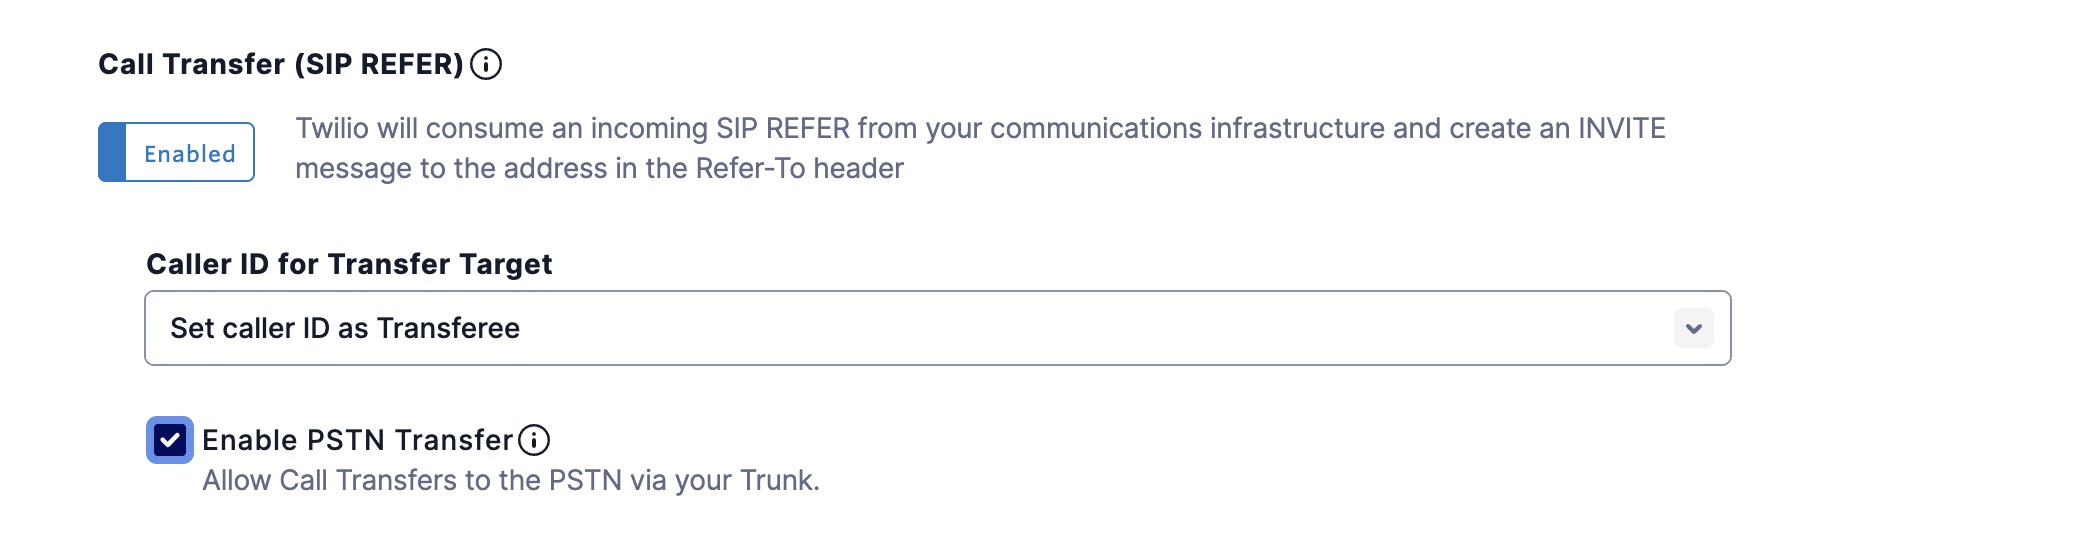 Call Transfer (SIP REFER)
Enabled
Twilio will consume an incoming SIP REFER from your communications infrastructure and create an INVITE
message to the address in the Refer-To header
Caller ID for Transfer Target
Set caller ID as Transferee
Enable PSTN Transfer
Allow Call Transfers to the PSTN via your Trunk.